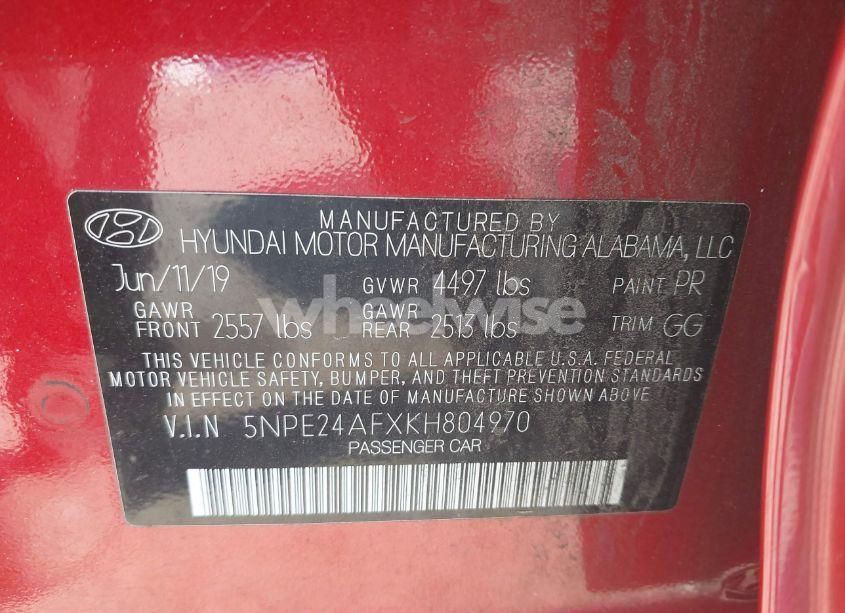 MANUFACTURED BY
HYUNDAI MOTOR MANUFACTURING ALABAMA, LLC
Jun/11/19 GVWR 4497 lbs PAINT PR
GAWR FRONT 2557 lbs GAWR REAR 2513 lbs TRIM GG
wheelwise
THIS VEHICLE CONFORMS TO ALL APPLICABLE U.S.A. FEDERAL
MOTOR VEHICLE SAFETY, BUMPER, AND THEFT PREVENTION STANDARDS
IN EFFECT ON THE DATE OF MANUFACTURE SHOWN ABOVE.
V.I.N 5NPE24AFXKH804970
PASSENGER CAR